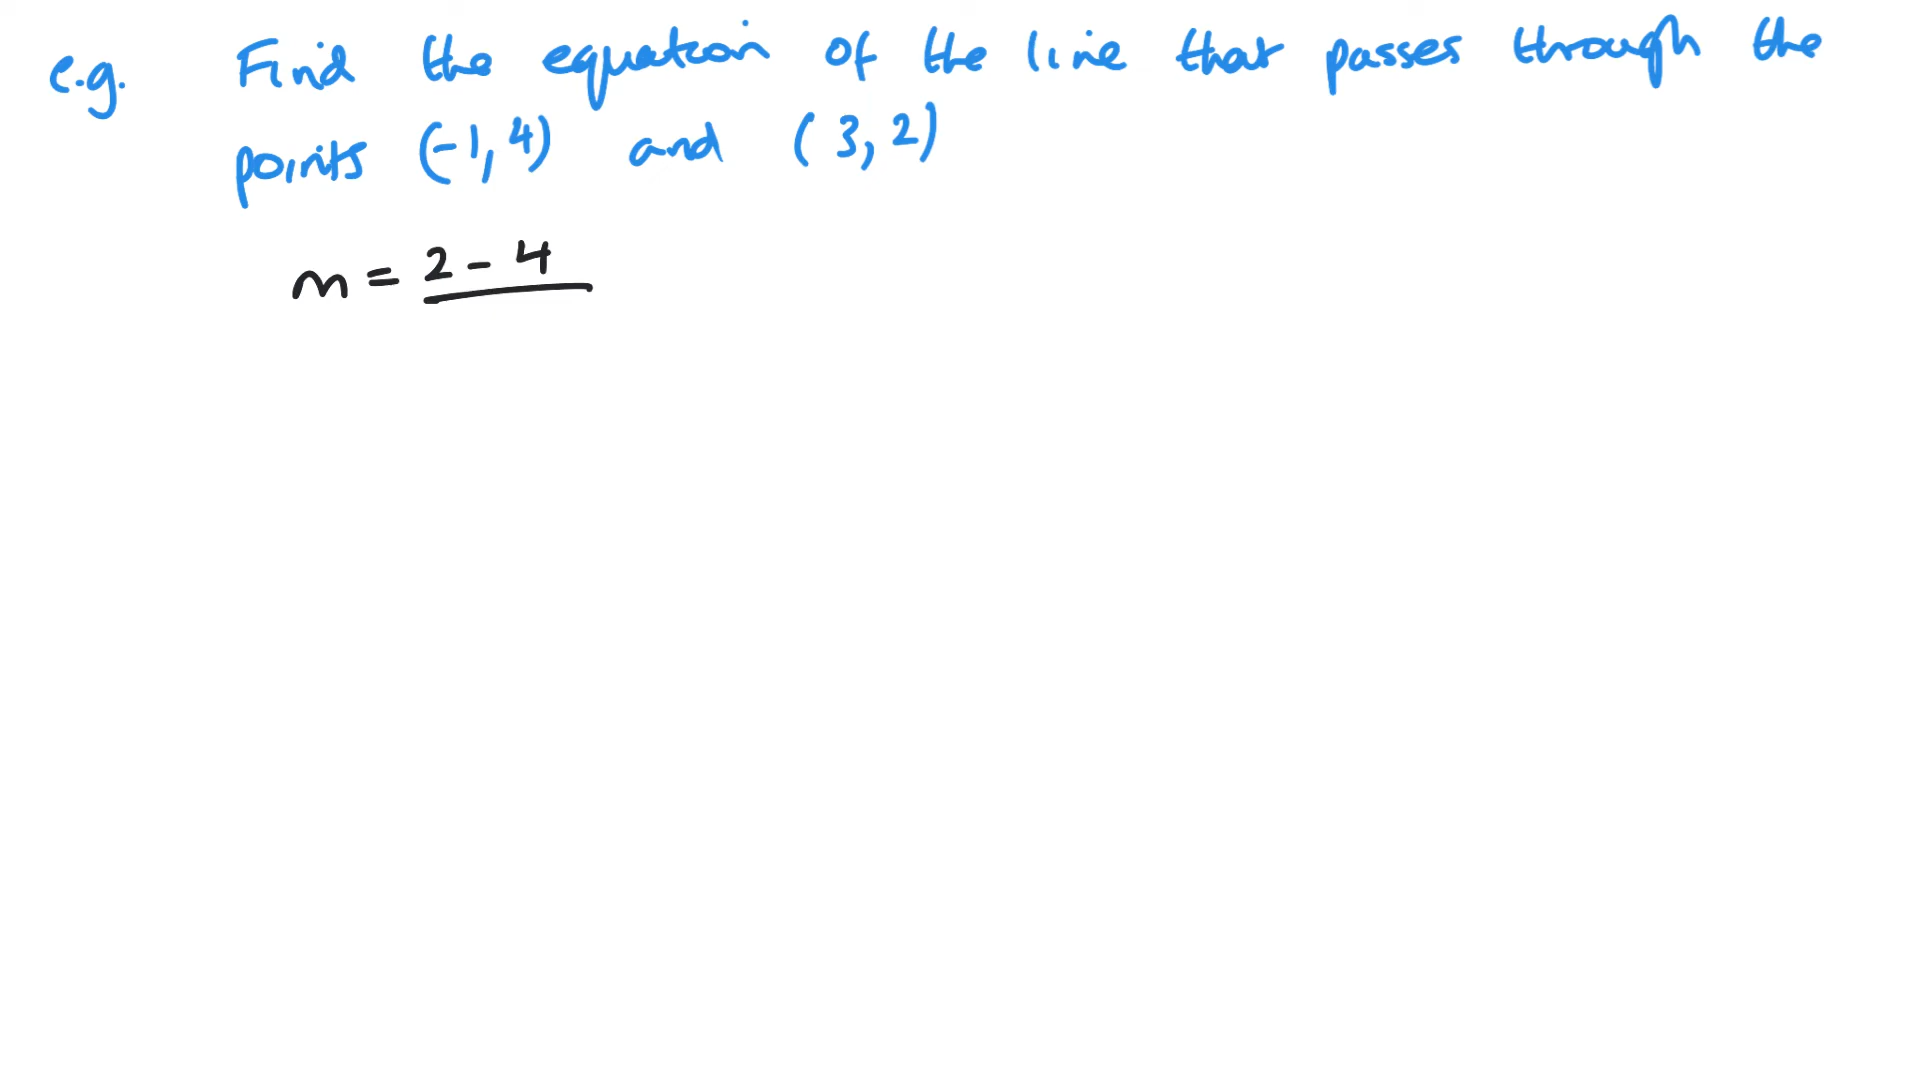 e.g. Find the equation of the line that passes through the
points (-1, 4) and (3, 2)
m = 2 - 4